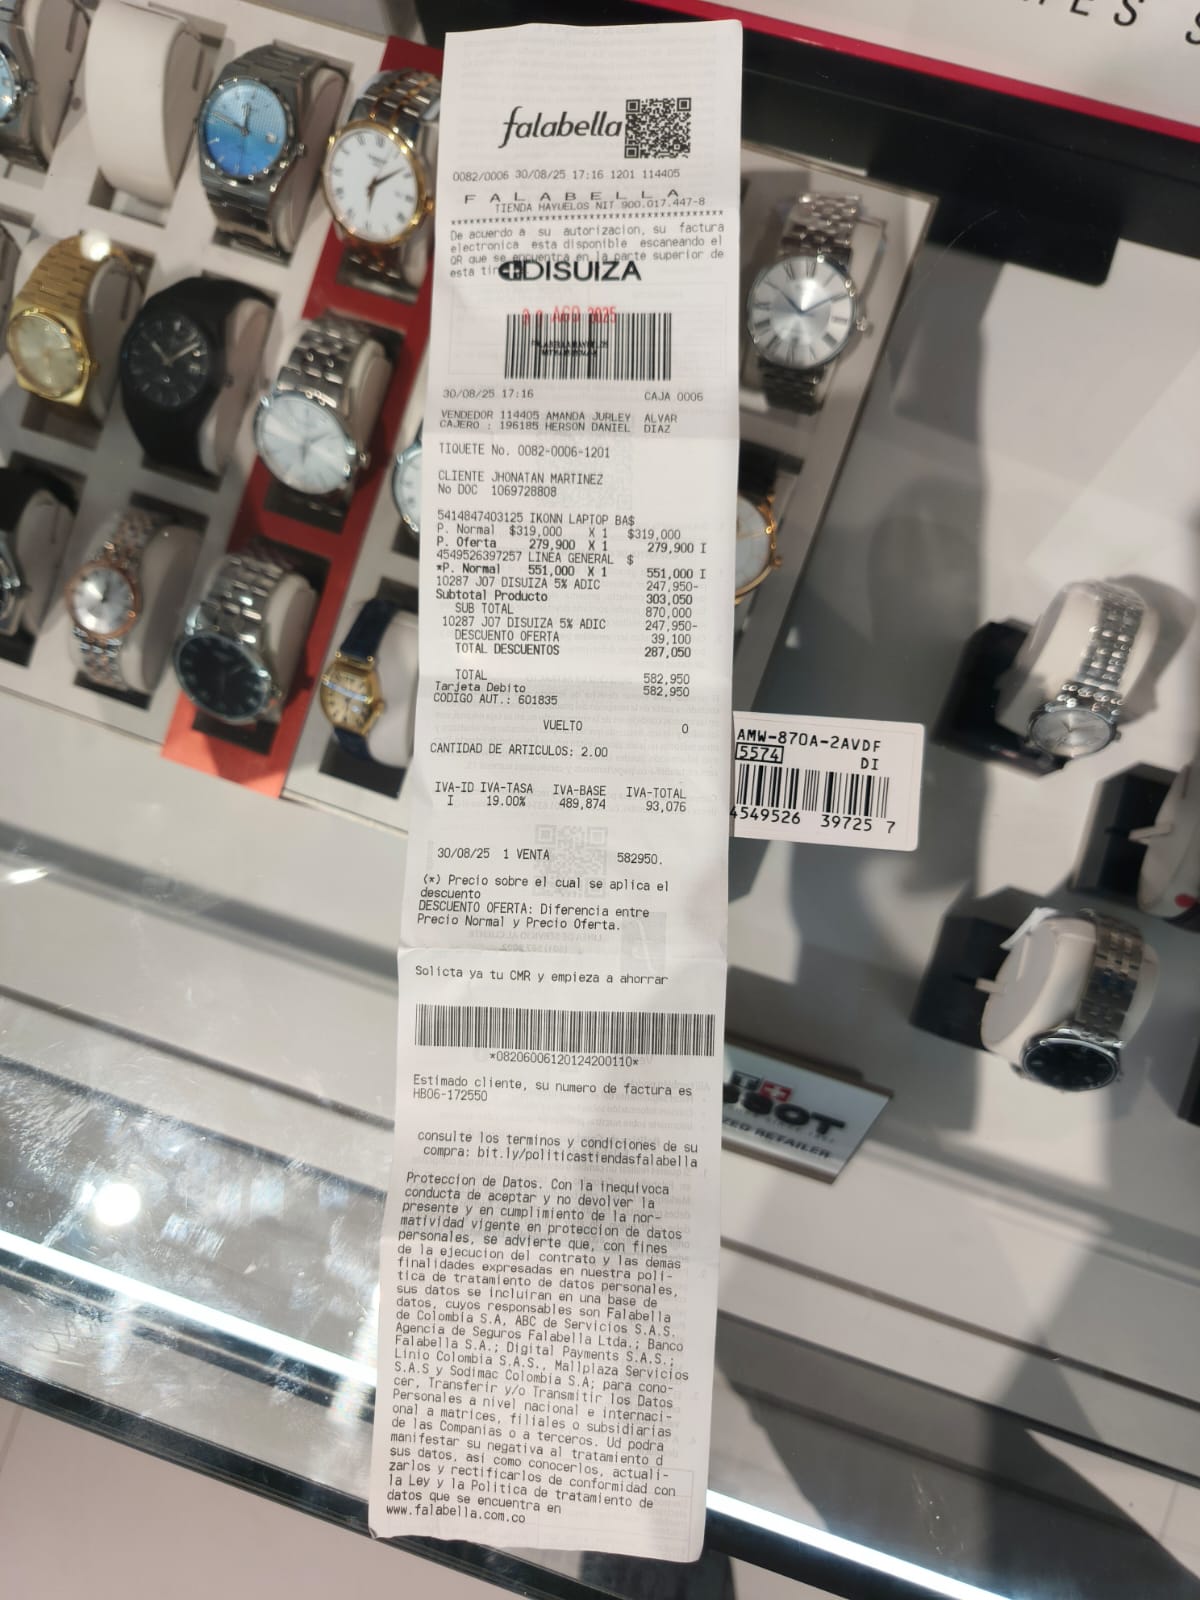 falabella
0082/0006 30/08/25 17:16 1201 114405
F A L A B E L L A
TIENDA HAYUELOS NIT 900.017.447-8
****************************************
De acuerdo a su autorizacion, su factura
electronica esta disponible escaneando el
QR que se encuentra en la parte superior de
esta tir
DISUIZA
AGO 2025
30/08/25 17:16 CAJA 0006
VENDEDOR 114405 AMANDA JURLEY ALVAR
CAJERO : 196185 HERSON DANIEL DIAZ
TIQUETE No. 0082-0006-1201
CLIENTE JHONATAN MARTINEZ
No DOC 1069728808
5414847403125 IKONN LAPTOP BA$
P. Normal $319,000 X 1 $319,000
P. Oferta 279,900 X 1 279,900 I
4549526397257 LINEA GENERAL $
*P. Normal 551,000 X 1 551,000 I
10287 J07 DISUIZA 5% ADIC 247,950-
Subtotal Producto 303,050
SUB TOTAL 870,000
10287 J07 DISUIZA 5% ADIC 247,950-
DESCUENTO OFERTA 39,100
TOTAL DESCUENTOS 287,050
TOTAL 582,950
Tarjeta Debito 582,950
CODIGO AUT.: 601835
VUELTO 0
CANTIDAD DE ARTICULOS: 2.00
IVA-ID IVA-TASA IVA-BASE IVA-TOTAL
I 19.00% 489,874 93,076
30/08/25 1 VENTA 582950.
(*) Precio sobre el cual se aplica el
descuento
DESCUENTO OFERTA: Diferencia entre
Precio Normal y Precio Oferta.
Solicta ya tu CMR y empieza a ahorrar
*08206006120124200110*
Estimado cliente, su numero de factura es
HB06-172550
consulte los terminos y condiciones de su
compra: bit.ly/politicastiendasfalabella
Proteccion de Datos. Con la inequivoca
conducta de aceptar y no devolver la
presente y en cumplimiento de la nor-
matividad vigente en proteccion de datos
personales, se advierte que, con fines
de la ejecucion del contrato y las demas
finalidades expresadas en nuestra poli-
tica de tratamiento de datos personales,
sus datos se incluiran en una base de
datos, cuyos responsables son Falabella
de Colombia S.A, ABC de Servicios S.A.S.
Agencia de Seguros Falabella Ltda.; Banco
Falabella S.A.; Digital Payments S.A.S.;
Linio Colombia S.A.S., Mallplaza Servicios
S.A.S y Sodimac Colombia S.A; para cono-
cer, Transferir y/o Transmitir los Datos
Personales a nivel nacional e internaci-
onal a matrices, filiales o subsidiarias
de las Companias o a terceros. Ud podra
manifestar su negativa al tratamiento d
sus datos, asi como conocerlos, actuali-
zarlos y rectificarlos de conformidad con
la Ley y la Politica de tratamiento de
datos que se encuentra en
www.falabella.com.co
AMW-870A-2AVDF
5574 DI
4549526 39725 7
SSOT
ZED RETAILER